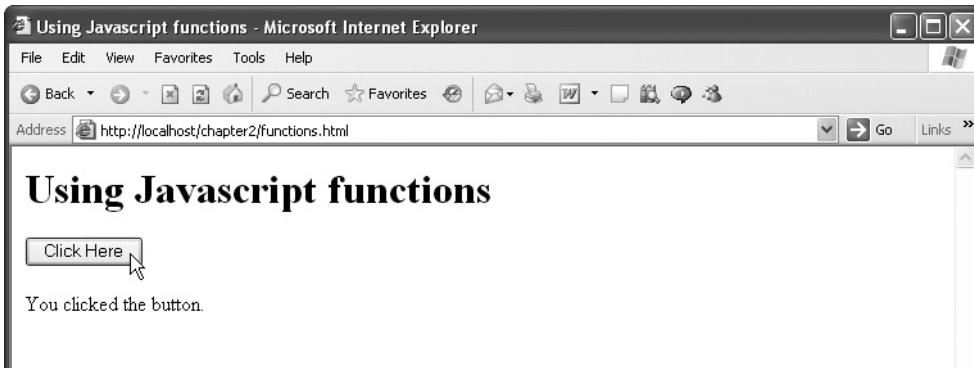 Using Javascript functions - Microsoft Internet Explorer
File Edit View Favorites Tools Help
Back Search Favorites
Address http://localhost/chapter2/functions.html Go Links »
Using Javascript functions
Click Here
You clicked the button.